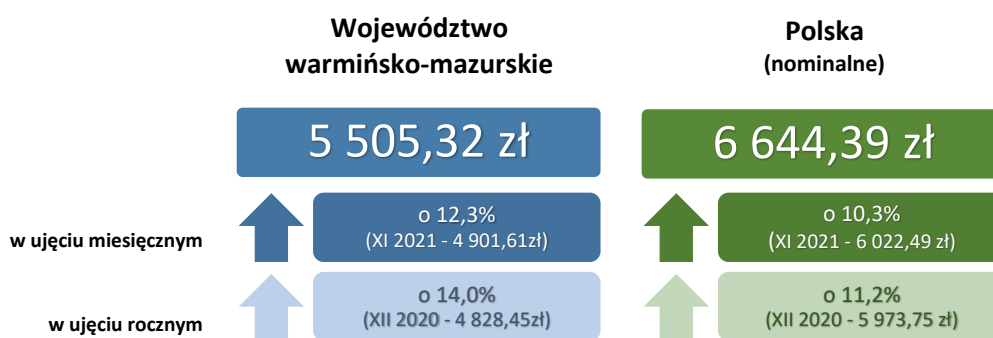 Województwo
warmińsko-mazurskie
Polska
(nominalne)
5 505,32 zł
6 644,39 zł
w ujęciu miesięcznym
o 12,3%
(XI 2021 - 4 901,61zł)
o 10,3%
(XI 2021 - 6 022,49 zł)
w ujęciu rocznym
o 14,0%
(XII 2020 - 4 828,45zł)
o 11,2%
(XII 2020 - 5 973,75 zł)